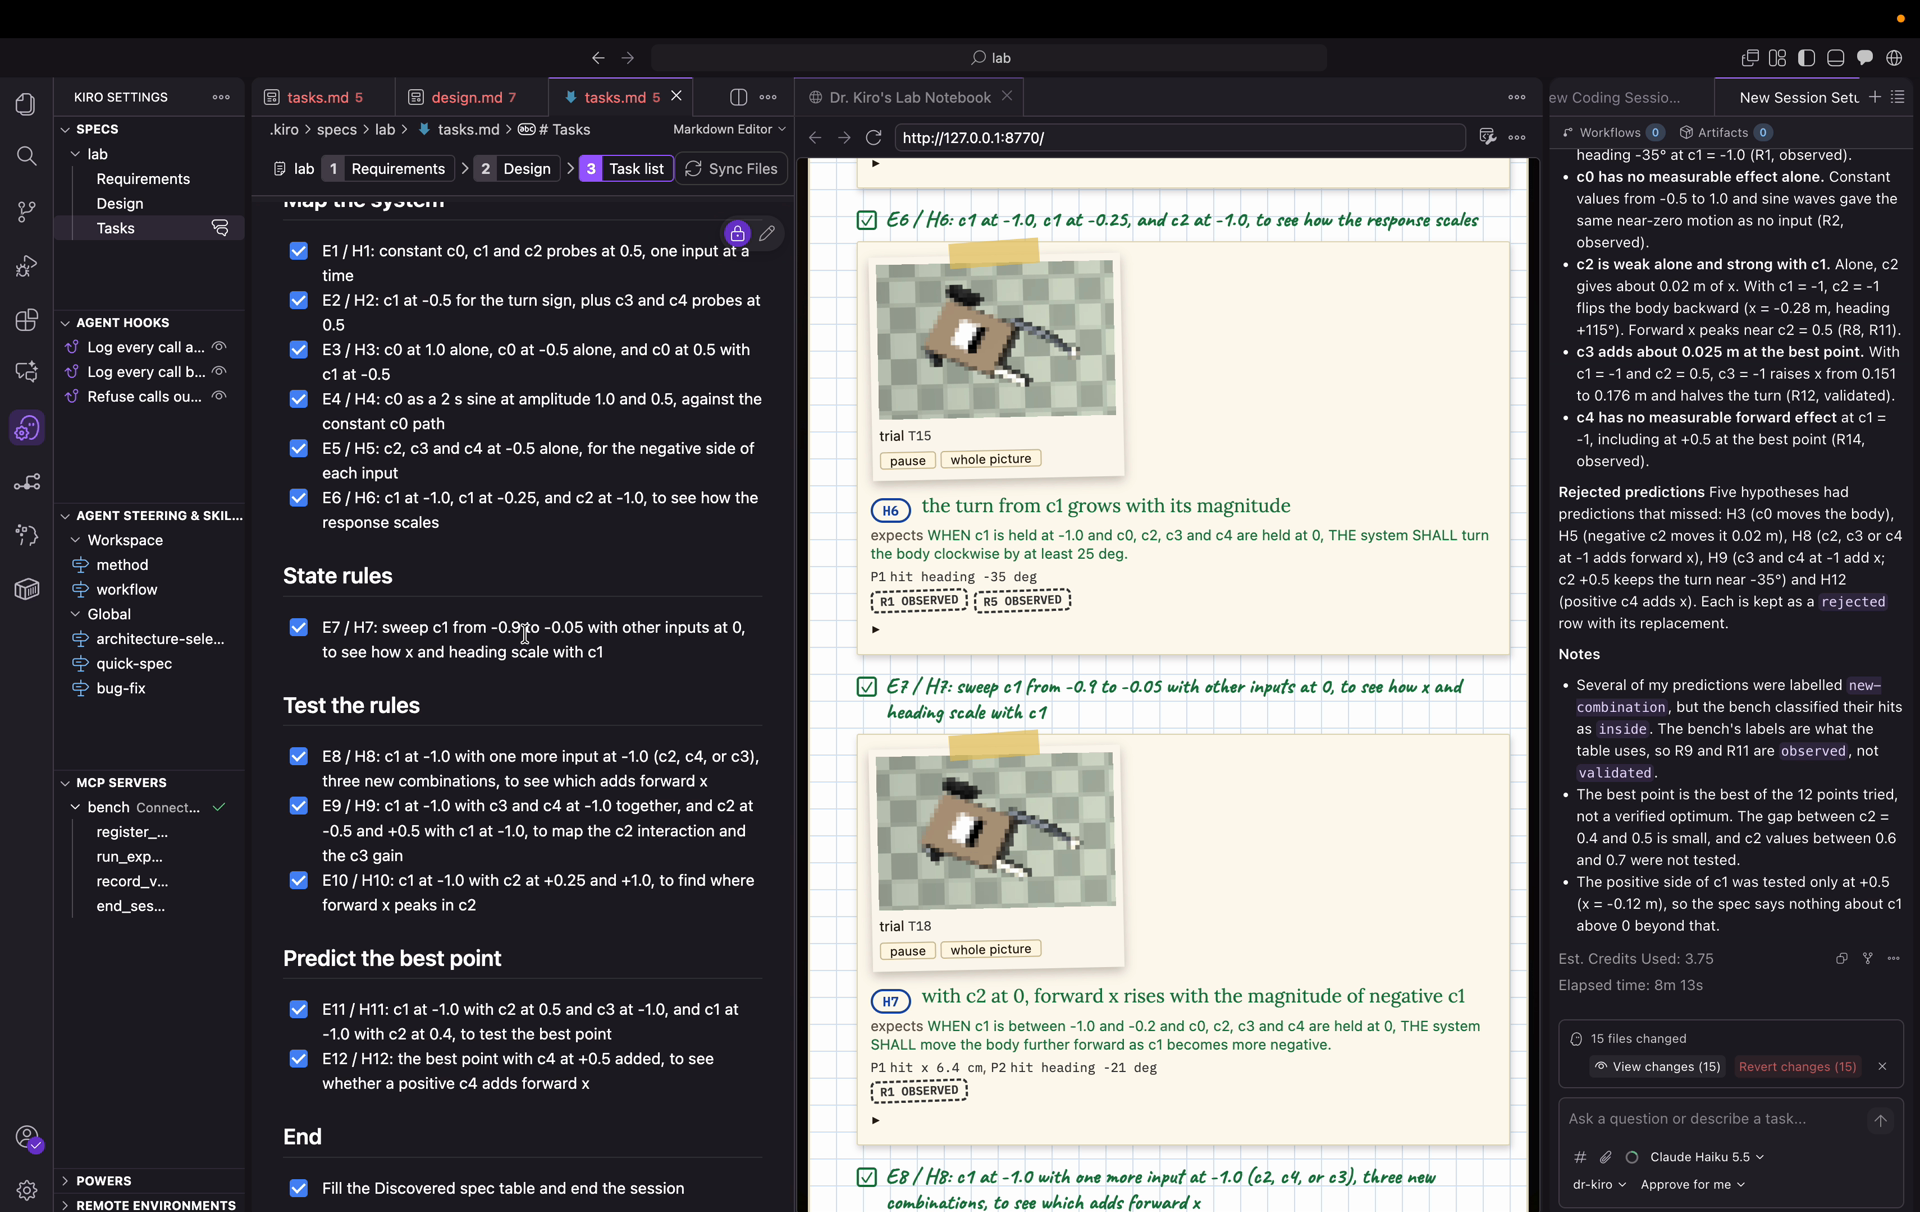 lab
KIRO SETTINGS
SPECS
lab
Requirements
Design
Tasks
AGENT HOOKS
Log every call a...
Log every call b...
Refuse calls ou...
AGENT STEERING & SKIL...
Workspace
method
workflow
Global
architecture-sele...
quick-spec
bug-fix
MCP SERVERS
bench Connect...
register_...
run_exp...
record_v...
end_ses...
POWERS
REMOTE ENVIRONMENTS
tasks.md 5
design.md 7
tasks.md 5
.kiro > specs > lab > tasks.md > # Tasks
Markdown Editor
lab 1 Requirements > 2 Design > 3 Task list
Sync Files
Map the system
E1 / H1: constant c0, c1 and c2 probes at 0.5, one input at a
time
E2 / H2: c1 at -0.5 for the turn sign, plus c3 and c4 probes at
0.5
E3 / H3: c0 at 1.0 alone, c0 at -0.5 alone, and c0 at 0.5 with
c1 at -0.5
E4 / H4: c0 as a 2 s sine at amplitude 1.0 and 0.5, against the
constant c0 path
E5 / H5: c2, c3 and c4 at -0.5 alone, for the negative side of
each input
E6 / H6: c1 at -1.0, c1 at -0.25, and c2 at -1.0, to see how the
response scales
State rules
E7 / H7: sweep c1 from -0.9 to -0.05 with other inputs at 0,
to see how x and heading scale with c1
Test the rules
E8 / H8: c1 at -1.0 with one more input at -1.0 (c2, c4, or c3),
three new combinations, to see which adds forward x
E9 / H9: c1 at -1.0 with c3 and c4 at -1.0 together, and c2 at
-0.5 and +0.5 with c1 at -1.0, to map the c2 interaction and
the c3 gain
E10 / H10: c1 at -1.0 with c2 at +0.25 and +1.0, to find where
forward x peaks in c2
Predict the best point
E11 / H11: c1 at -1.0 with c2 at 0.5 and c3 at -1.0, and c1 at
-1.0 with c2 at 0.4, to test the best point
E12 / H12: the best point with c4 at +0.5 added, to see
whether a positive c4 adds forward x
End
Fill the Discovered spec table and end the session
Dr. Kiro's Lab Notebook
http://127.0.0.1:8770/
E6 / H6: c1 at -1.0, c1 at -0.25, and c2 at -1.0, to see how the response scales
trial T15
pause whole picture
H6 the turn from c1 grows with its magnitude
expects WHEN c1 is held at -1.0 and c0, c2, c3 and c4 are held at 0, THE system SHALL turn
the body clockwise by at least 25 deg.
P1 hit heading -35 deg
R1 OBSERVED R5 OBSERVED
E7 / H7: sweep c1 from -0.9 to -0.05 with other inputs at 0, to see how x and
heading scale with c1
trial T18
pause whole picture
H7 with c2 at 0, forward x rises with the magnitude of negative c1
expects WHEN c1 is between -1.0 and -0.2 and c0, c2, c3 and c4 are held at 0, THE system
SHALL move the body further forward as c1 becomes more negative.
P1 hit x 6.4 cm, P2 hit heading -21 deg
R1 OBSERVED
E8 / H8: c1 at -1.0 with one more input at -1.0 (c2, c4, or c3), three new
combinations, to see which adds forward x
ew Coding Sessio...
New Session Setu
Workflows 0 Artifacts 0
heading -35° at c1 = -1.0 (R1, observed).
c0 has no measurable effect alone. Constant
values from -0.5 to 1.0 and sine waves gave the
same near-zero motion as no input (R2,
observed).
c2 is weak alone and strong with c1. Alone, c2
gives about 0.02 m of x. With c1 = -1, c2 = -1
flips the body backward (x = -0.28 m, heading
+115°). Forward x peaks near c2 = 0.5 (R8, R11).
c3 adds about 0.025 m at the best point. With
c1 = -1 and c2 = 0.5, c3 = -1 raises x from 0.151
to 0.176 m and halves the turn (R12, validated).
c4 has no measurable forward effect at c1 =
-1, including at +0.5 at the best point (R14,
observed).
Rejected predictions Five hypotheses had
predictions that missed: H3 (c0 moves the body),
H5 (negative c2 moves it 0.02 m), H8 (c2, c3 or c4
at -1 adds forward x), H9 (c3 and c4 at -1 add x;
c2 +0.5 keeps the turn near -35°) and H12
(positive c4 adds x). Each is kept as a rejected
row with its replacement.
Notes
Several of my predictions were labelled new-
combination, but the bench classified their hits
as inside. The bench's labels are what the
table uses, so R9 and R11 are observed, not
validated.
The best point is the best of the 12 points tried,
not a verified optimum. The gap between c2 =
0.4 and 0.5 is small, and c2 values between 0.6
and 0.7 were not tested.
The positive side of c1 was tested only at +0.5
(x = -0.12 m), so the spec says nothing about c1
above 0 beyond that.
Est. Credits Used: 3.75
Elapsed time: 8m 13s
15 files changed
View changes (15) Revert changes (15)
Ask a question or describe a task...
# Claude Haiku 5.5
dr-kiro Approve for me